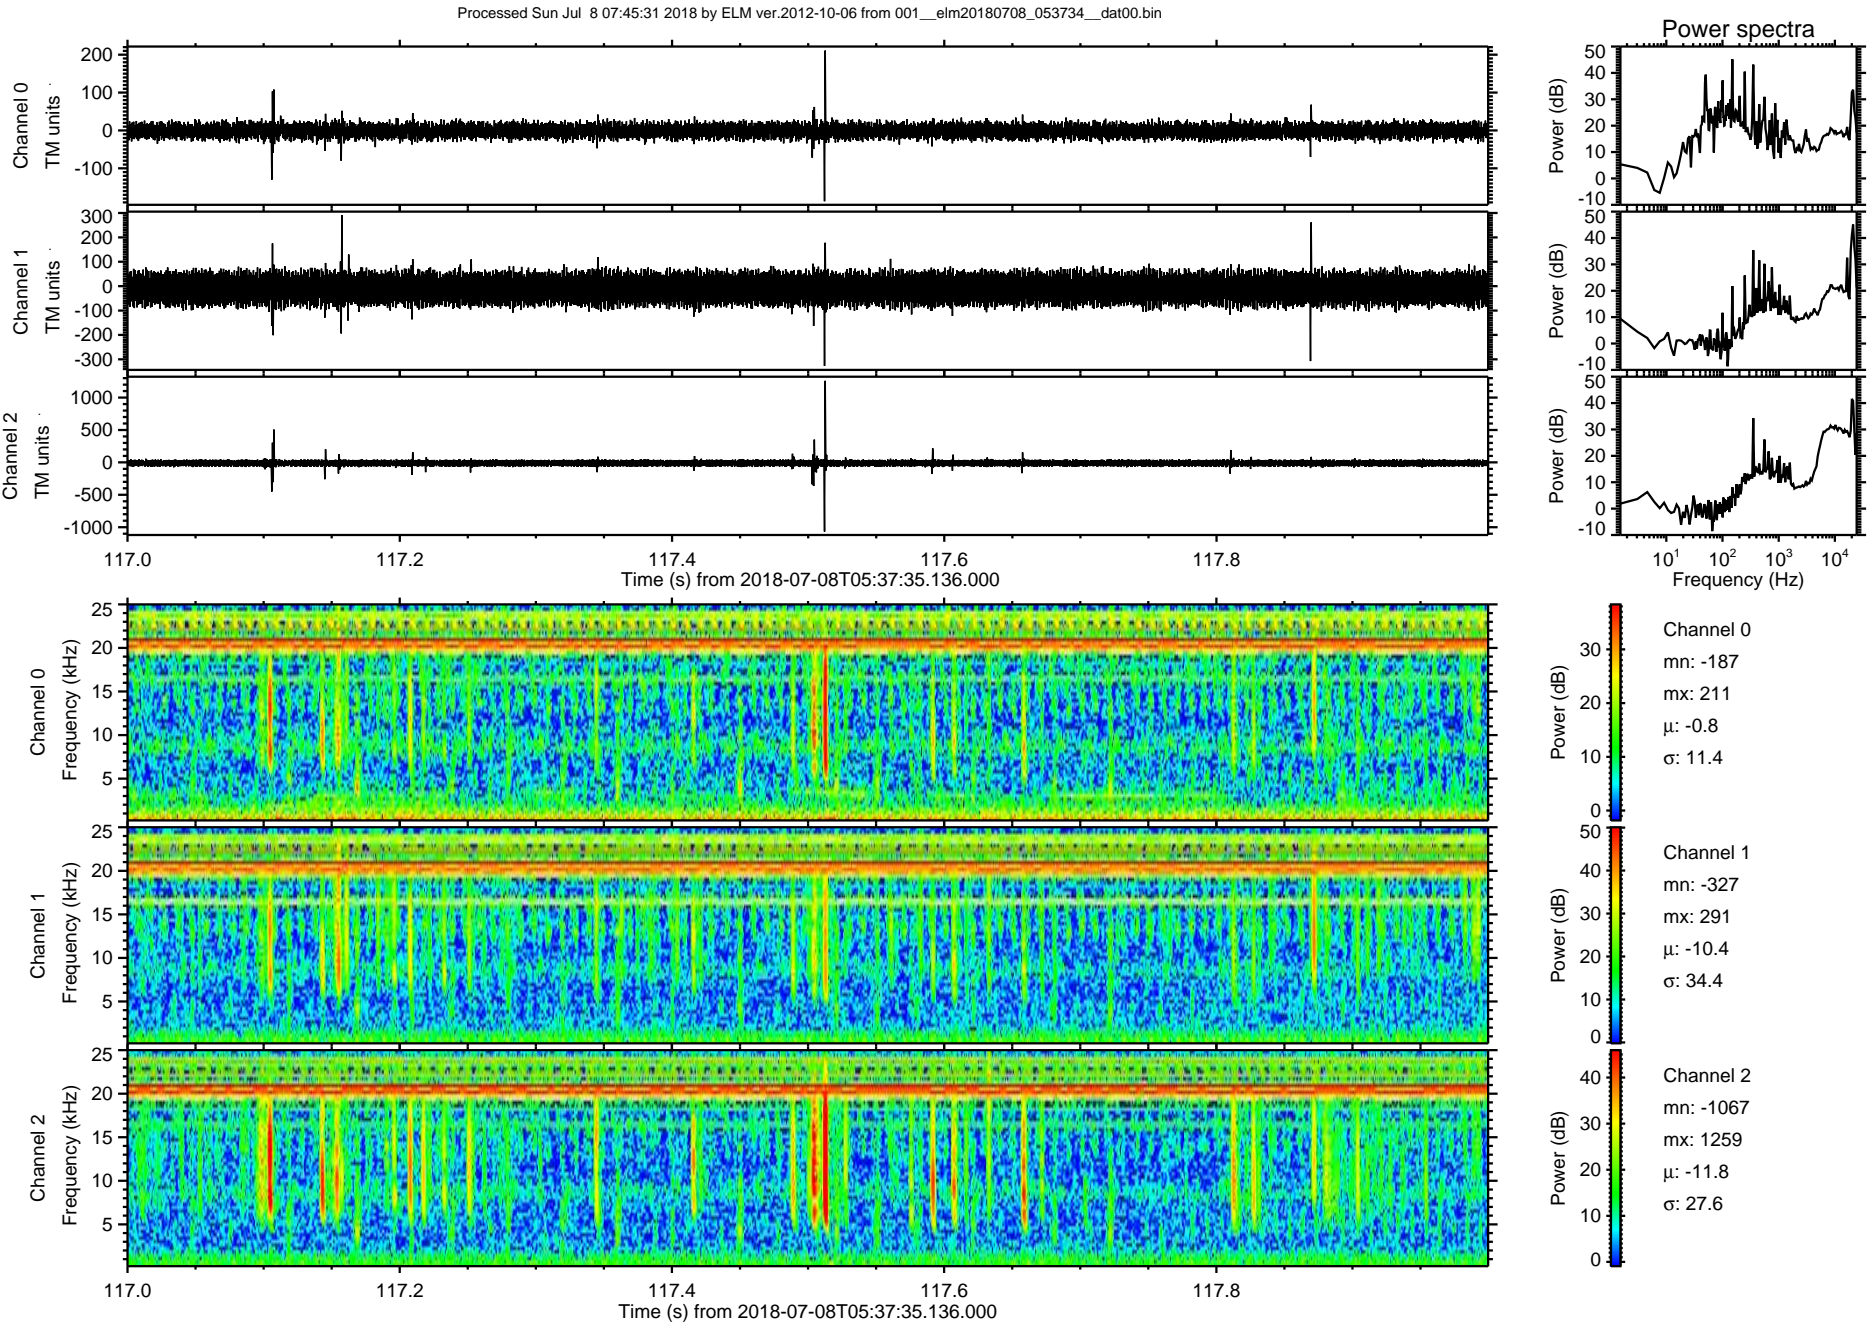 Processed Sun Jul 8 07:45:31 2018 by ELM ver.2012-10-06 from 001__elm20180708_053734__dat00.bin
Power spectra
Channel 0
TM units
200
100
0
-100
Power (dB)
50
40
30
20
10
0
-10
Channel 1
TM units
300
200
100
0
-100
-200
-300
Power (dB)
50
40
30
20
10
0
-10
Channel 2
TM units
1000
500
0
-500
-1000
Power (dB)
50
40
30
20
10
0
-10
117.0 117.2 117.4 117.6 117.8
Time (s) from 2018-07-08T05:37:35.136.000
10^1 10^2 10^3 10^4
Frequency (Hz)
Channel 0
Frequency (kHz)
25
20
15
10
5
Power (dB)
30
20
10
0
Channel 0
mn: -187
mx: 211
μ: -0.8
σ: 11.4
Channel 1
Frequency (kHz)
25
20
15
10
5
Power (dB)
50
40
30
20
10
0
Channel 1
mn: -327
mx: 291
μ: -10.4
σ: 34.4
Channel 2
Frequency (kHz)
25
20
15
10
5
Power (dB)
40
30
20
10
0
Channel 2
mn: -1067
mx: 1259
μ: -11.8
σ: 27.6
117.0 117.2 117.4 117.6 117.8
Time (s) from 2018-07-08T05:37:35.136.000